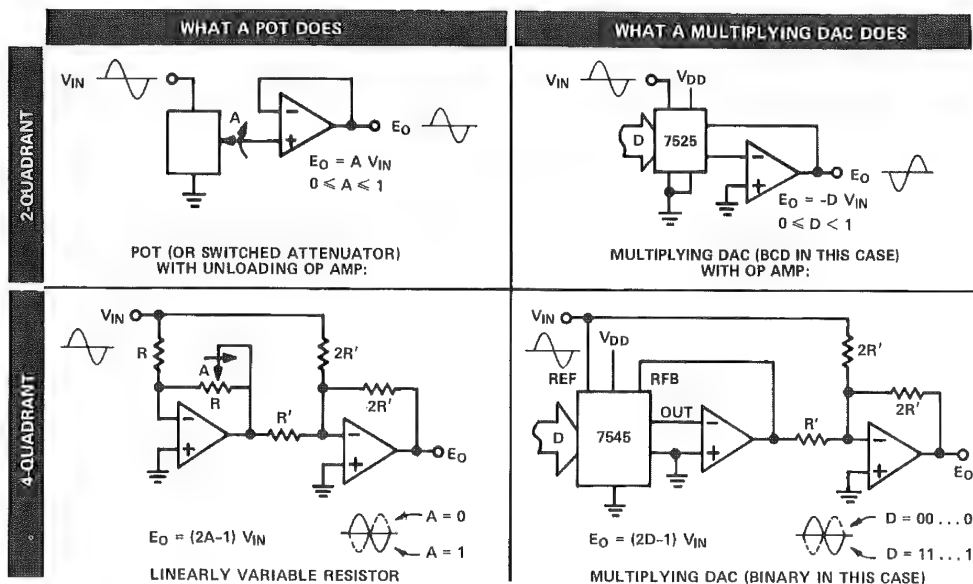 WHAT A POT DOES
WHAT A MULTIPLYING DAC DOES
2-QUADRANT
VIN
A
−
+
EO
EO = A VIN
0 ≤ A ≤ 1
POT (OR SWITCHED ATTENUATOR)
WITH UNLOADING OP AMP:
VIN
VDD
D
7525
−
+
EO
EO = -D VIN
0 ≤ D < 1
MULTIPLYING DAC (BCD IN THIS CASE)
WITH OP AMP:
4-QUADRANT
VIN
R
A
R
2R'
2R'
R'
−
+
−
+
EO
EO = (2A-1) VIN
A = 0
A = 1
LINEARLY VARIABLE RESISTOR
VIN
REF
VDD
RFB
OUT
D
7545
2R'
2R'
R'
−
+
−
+
EO
EO = (2D-1) VIN
D = 00 . . . 0
D = 11 . . . 1
MULTIPLYING DAC (BINARY IN THIS CASE)